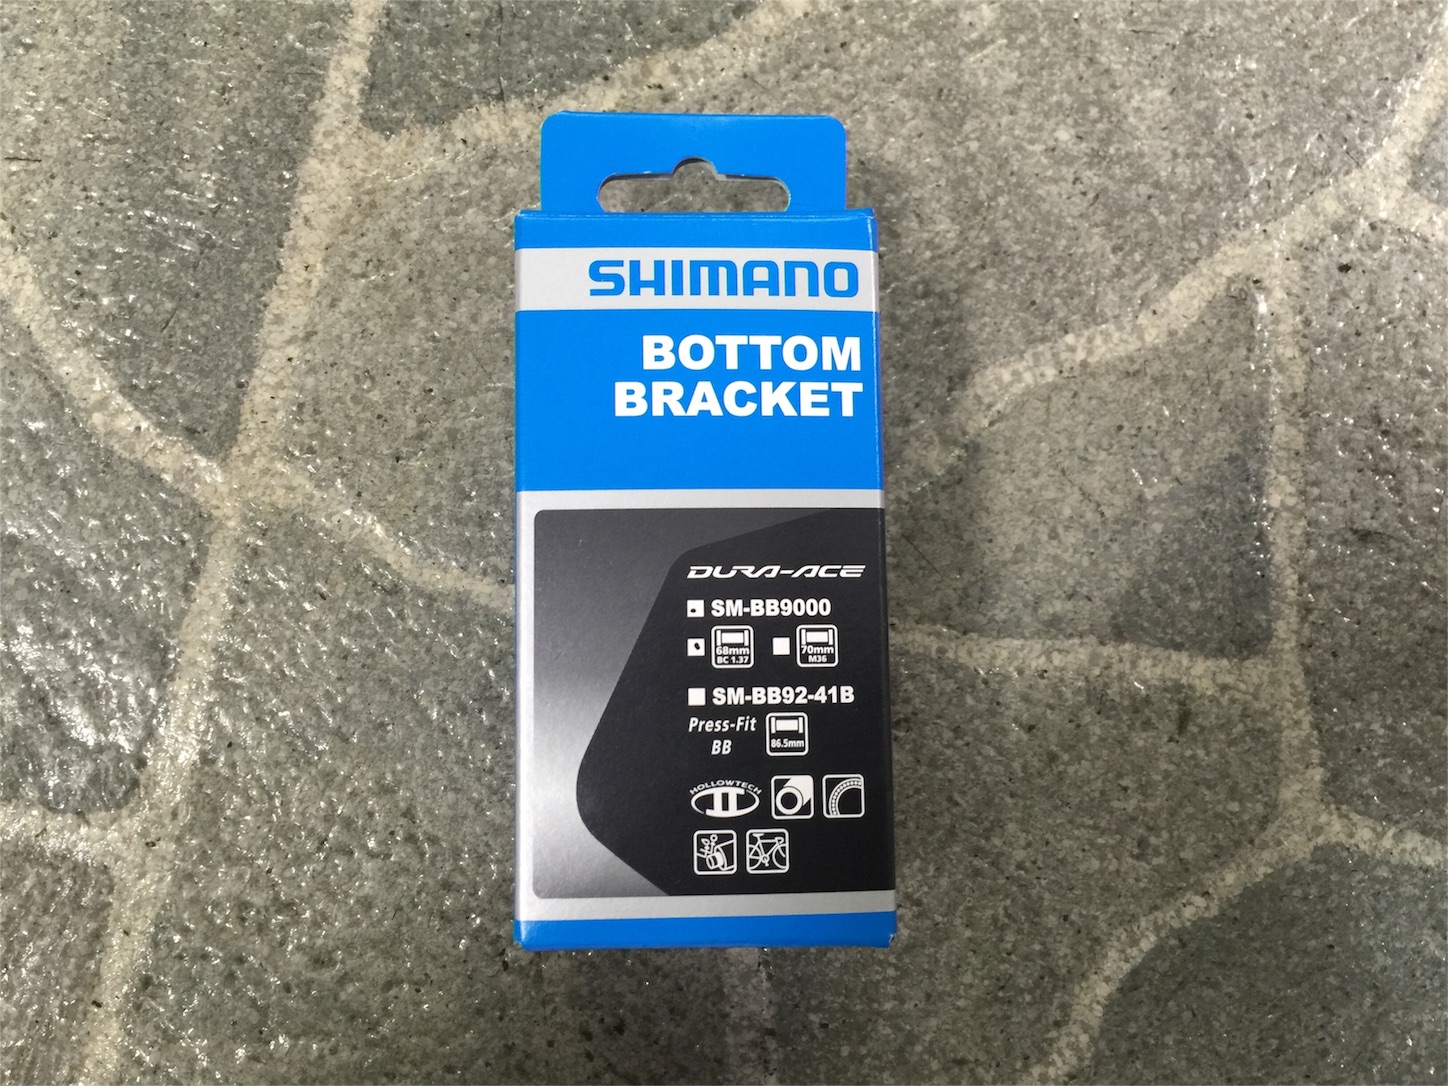 SHIMANO
BOTTOM
BRACKET
DURA-ACE
SM-BB9000
68mm BC 1.37 70mm M36
SM-BB92-41B
Press-Fit BB 86.5mm
HOLLOWTECH II